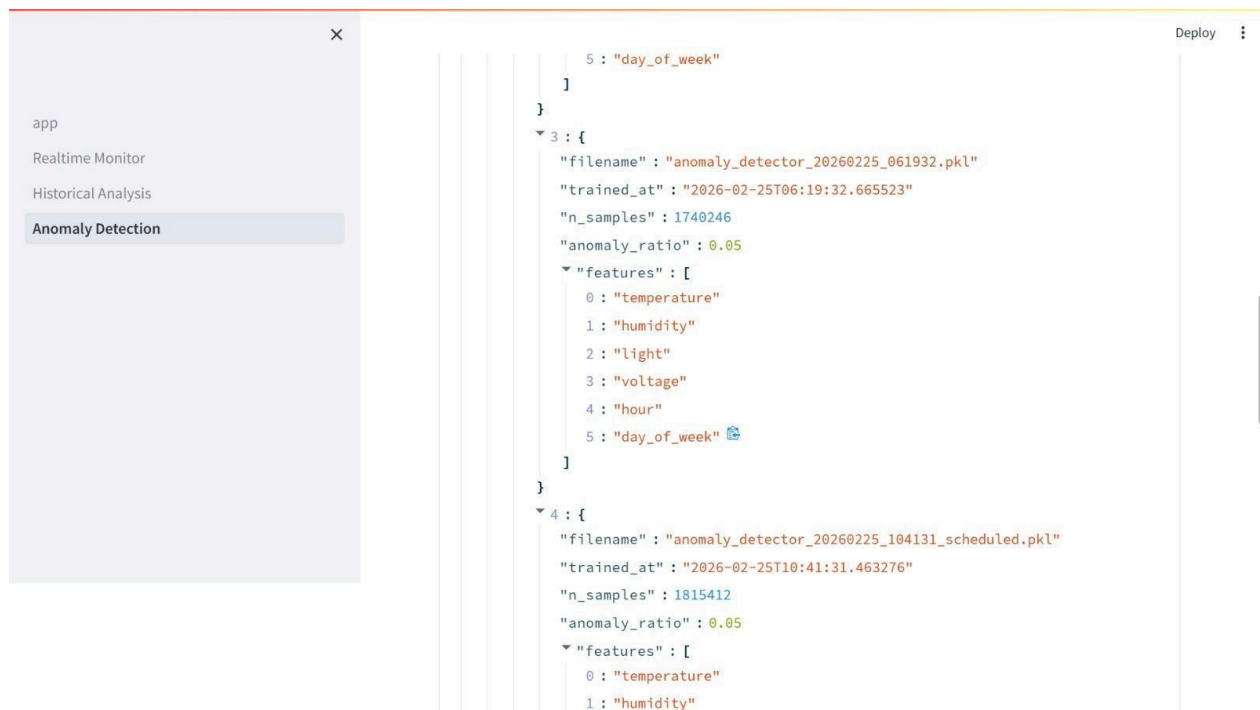 Deploy
app
Realtime Monitor
Historical Analysis
Anomaly Detection
5 : "day_of_week"
]
}
3 : {
"filename" : "anomaly_detector_20260225_061932.pkl"
"trained_at" : "2026-02-25T06:19:32.665523"
"n_samples" : 1740246
"anomaly_ratio" : 0.05
"features" : [
0 : "temperature"
1 : "humidity"
2 : "light"
3 : "voltage"
4 : "hour"
5 : "day_of_week"
]
}
4 : {
"filename" : "anomaly_detector_20260225_104131_scheduled.pkl"
"trained_at" : "2026-02-25T10:41:31.463276"
"n_samples" : 1815412
"anomaly_ratio" : 0.05
"features" : [
0 : "temperature"
1 : "humidity"